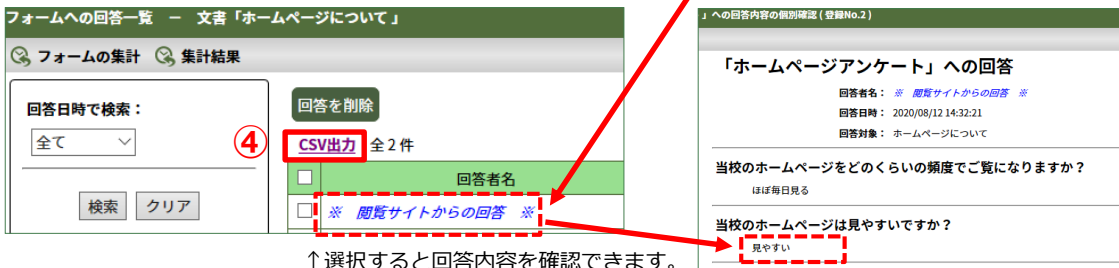 フォームへの回答一覧 － 文書「ホームページについて 」
フォームの集計 集計結果
回答日時で検索：
全て
検索 クリア
④
回答を削除
CSV出力 全 2 件
回答者名
※ 閲覧サイトからの回答 ※
↑選択すると回答内容を確認できます。
」への回答内容の個別確認 ( 登録No.2 )
「ホームページアンケート」への回答
回答者名： ※ 閲覧サイトからの回答 ※
回答日時： 2020/08/12 14:32:21
回答対象： ホームページについて
当校のホームページをどのくらいの頻度でご覧になりますか？
ほぼ毎日見る
当校のホームページは見やすいですか？
見やすい